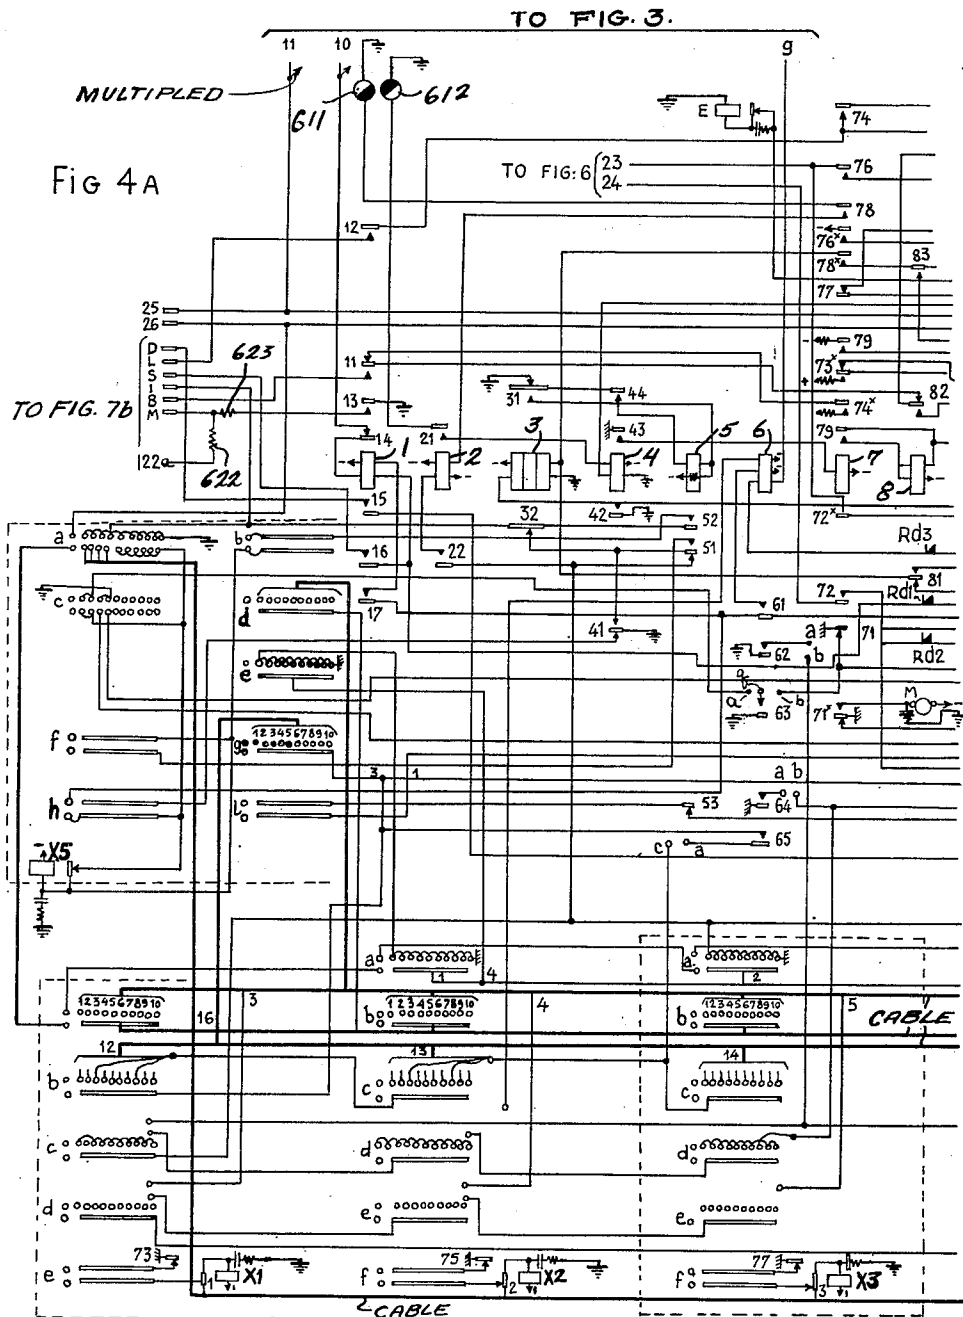 TO FIG. 3.
11 10 g
MULTIPLED
611 612
E
74
FIG 4A
TO FIG. 6 23
24
76
78
12
76x
78x 83
77
25
26
D
L
S
I
B
M
TO FIG. 7b
122
623
622
11
13
14
79
73x
74x
79
82
31 44
43
21
1 2 3 4 5 6 7 8
15
32 52
42
51
72x
Rd3
a b
16 22
c d
17
61
72
81
Rd1
41
a 71
62 b
Rd2
e
q
a b
63
71x
M
f
1 2 3 4 5 6 7 8 9 10
g
3 1
a b
h i
53
64
65
c a
X5
a a
1 4 2
1 2 3 4 5 6 7 8 9 10
16 3
b 1 2 3 4 5 6 7 8 9 10
4
b 1 2 3 4 5 6 7 8 9 10
5
CABLE
12 13 14
b c c
c d d
d e e
73 75 77
e 1 X1
f 2 X2
f 3 X3
CABLE